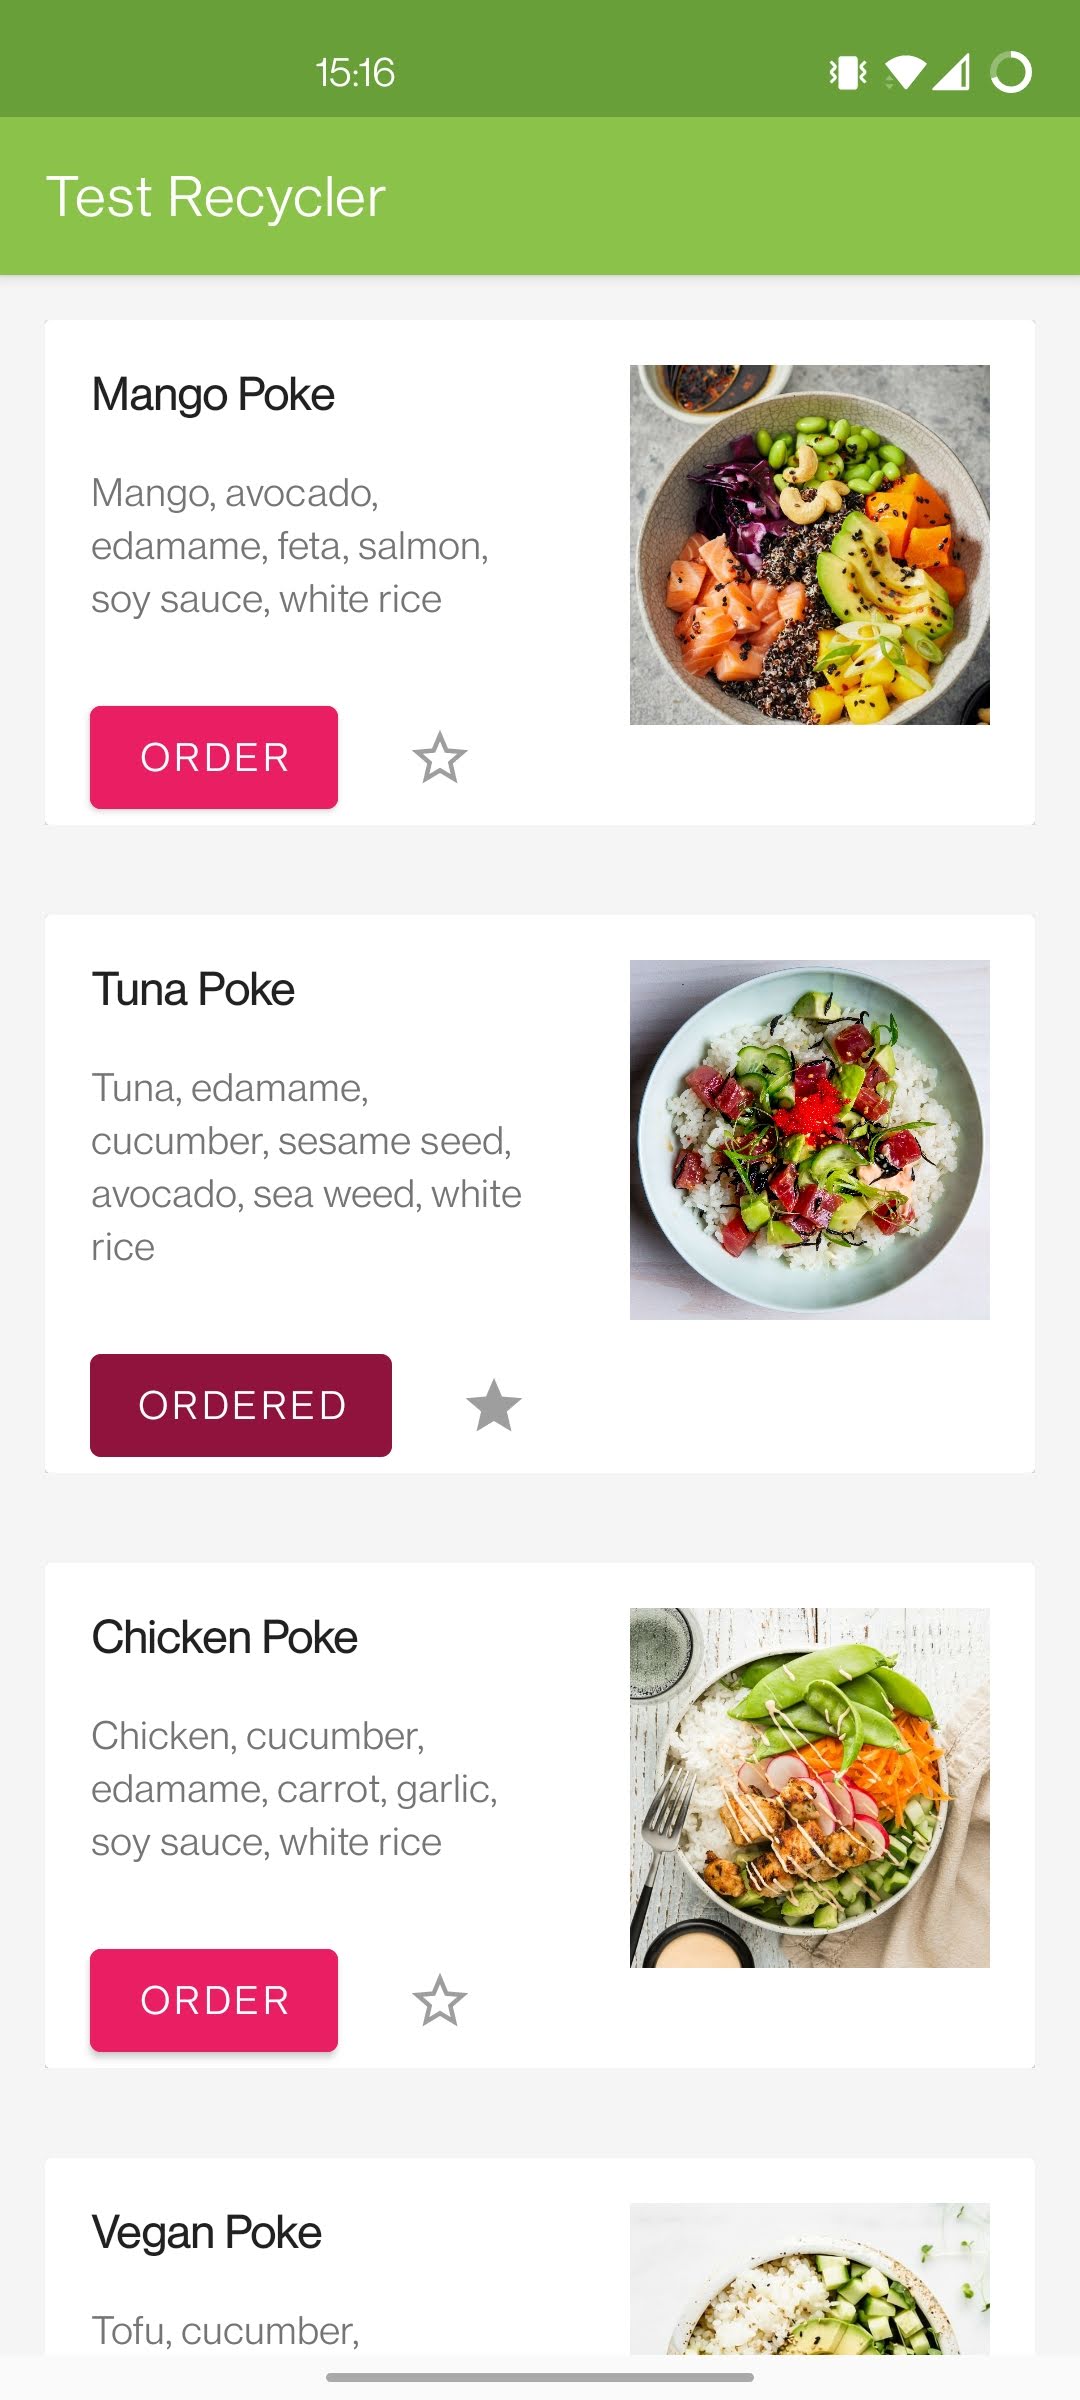 15:16
Test Recycler
Mango Poke
Mango, avocado,
edamame, feta, salmon,
soy sauce, white rice
ORDER
Tuna Poke
Tuna, edamame,
cucumber, sesame seed,
avocado, sea weed, white
rice
ORDERED
Chicken Poke
Chicken, cucumber,
edamame, carrot, garlic,
soy sauce, white rice
ORDER
Vegan Poke
Tofu, cucumber,